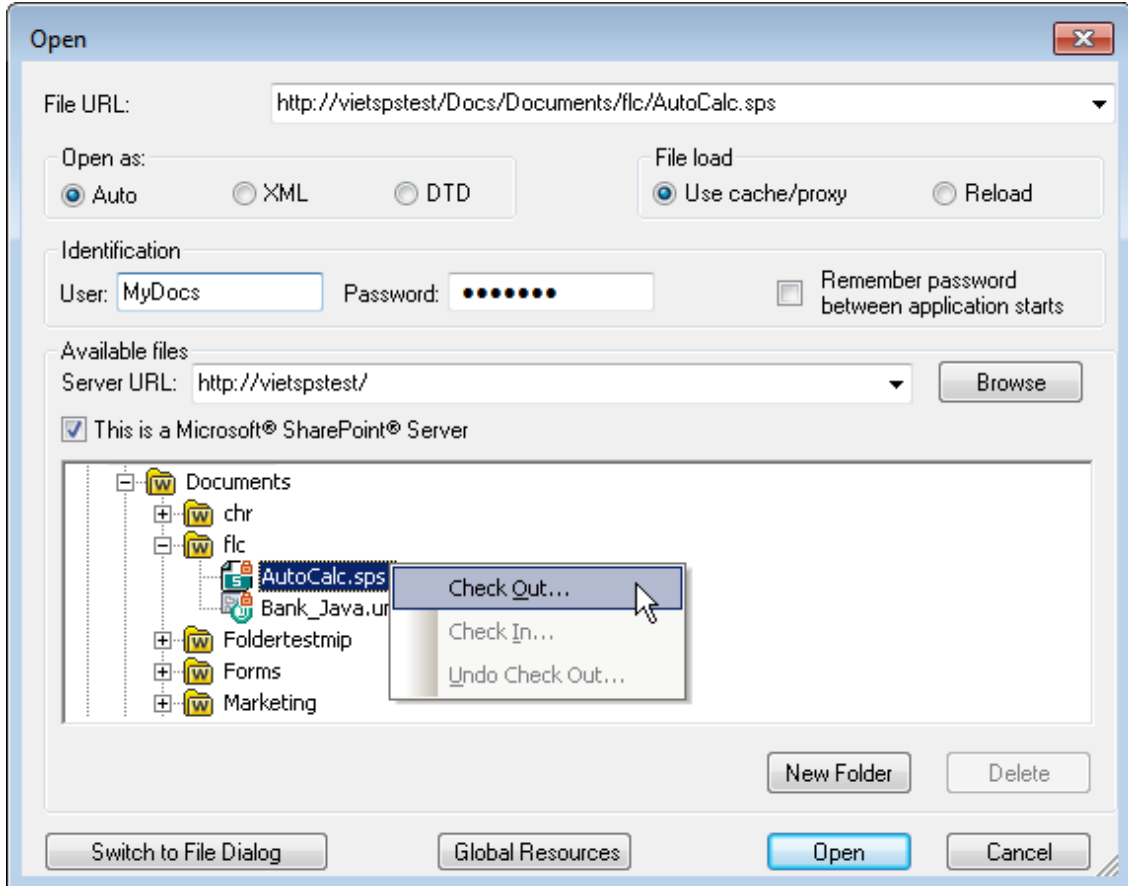 Open
File URL: http://vietspstest/Docs/Documents/flc/AutoCalc.sps
Open as:
Auto XML DTD
File load
Use cache/proxy Reload
Identification
User: MyDocs Password: ●●●●●●●
Remember password
between application starts
Available files
Server URL: http://vietspstest/ Browse
This is a Microsoft® SharePoint® Server
Documents
chr
flc
AutoCalc.sps
Bank_Java.um
Foldertestmip
Forms
Marketing
Check Out...
Check In...
Undo Check Out...
New Folder Delete
Switch to File Dialog Global Resources Open Cancel